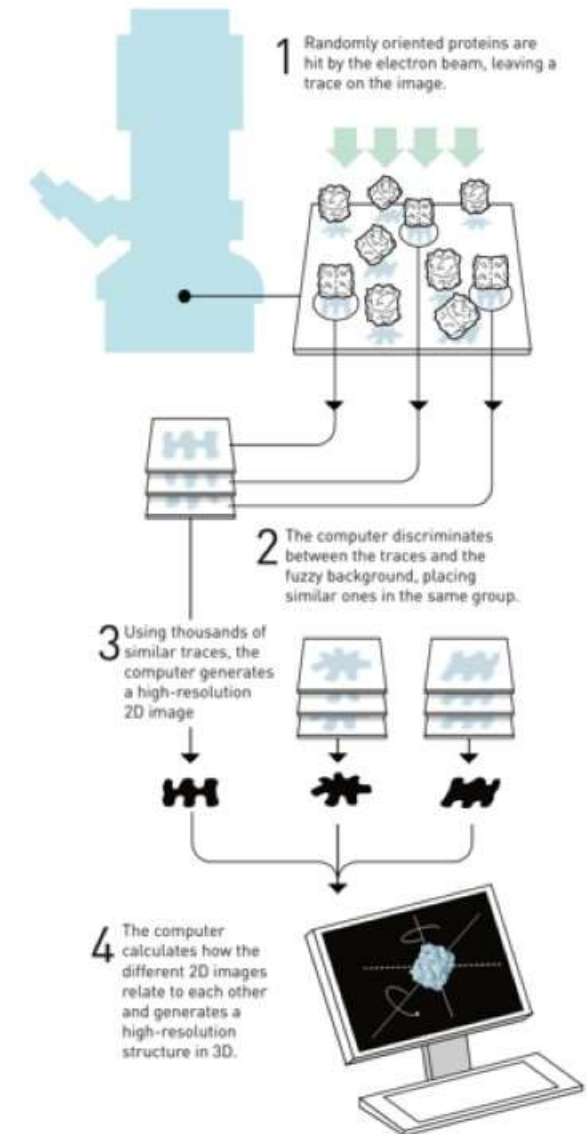 1 Randomly oriented proteins are
hit by the electron beam, leaving a
trace on the image.
2 The computer discriminates
between the traces and the
fuzzy background, placing
similar ones in the same group.
3 Using thousands of
similar traces, the
computer generates
a high-resolution
2D image
4 The computer
calculates how the
different 2D images
relate to each other
and generates a
high-resolution
structure in 3D.